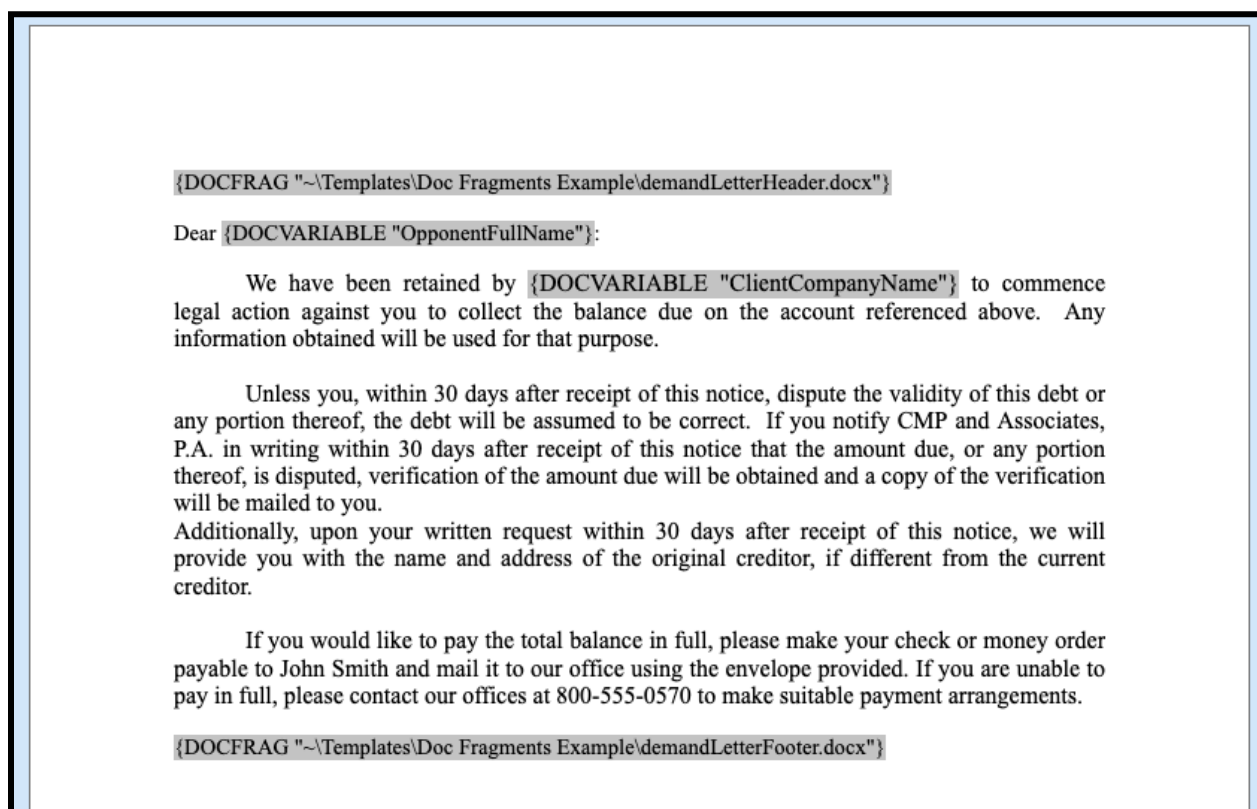 {DOCFRAG "~\Templates\Doc Fragments Example\demandLetterHeader.docx"}
Dear {DOCVARIABLE "OpponentFullName"}:
We have been retained by {DOCVARIABLE "ClientCompanyName"} to commence
legal action against you to collect the balance due on the account referenced above. Any
information obtained will be used for that purpose.
Unless you, within 30 days after receipt of this notice, dispute the validity of this debt or
any portion thereof, the debt will be assumed to be correct. If you notify CMP and Associates,
P.A. in writing within 30 days after receipt of this notice that the amount due, or any portion
thereof, is disputed, verification of the amount due will be obtained and a copy of the verification
will be mailed to you.
Additionally, upon your written request within 30 days after receipt of this notice, we will
provide you with the name and address of the original creditor, if different from the current
creditor.
If you would like to pay the total balance in full, please make your check or money order
payable to John Smith and mail it to our office using the envelope provided. If you are unable to
pay in full, please contact our offices at 800-555-0570 to make suitable payment arrangements.
{DOCFRAG "~\Templates\Doc Fragments Example\demandLetterFooter.docx"}